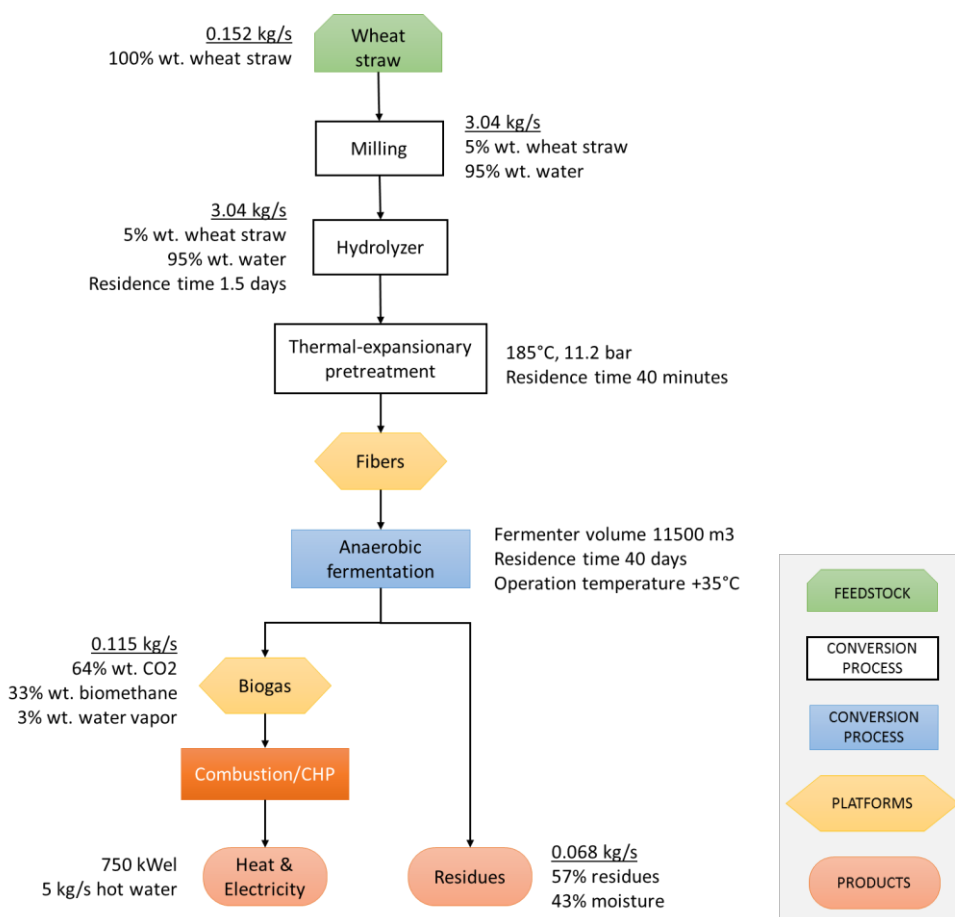 0.152 kg/s
100% wt. wheat straw
Wheat
straw
3.04 kg/s
5% wt. wheat straw
95% wt. water
Milling
3.04 kg/s
5% wt. wheat straw
95% wt. water
Residence time 1.5 days
Hydrolyzer
Thermal-expansionary
pretreatment
185°C, 11.2 bar
Residence time 40 minutes
Fibers
Anaerobic
fermentation
Fermenter volume 11500 m3
Residence time 40 days
Operation temperature +35°C
0.115 kg/s
64% wt. CO2
33% wt. biomethane
3% wt. water vapor
Biogas
Combustion/CHP
750 kWel
5 kg/s hot water
Heat &
Electricity
Residues
0.068 kg/s
57% residues
43% moisture
FEEDSTOCK
CONVERSION
PROCESS
CONVERSION
PROCESS
PLATFORMS
PRODUCTS